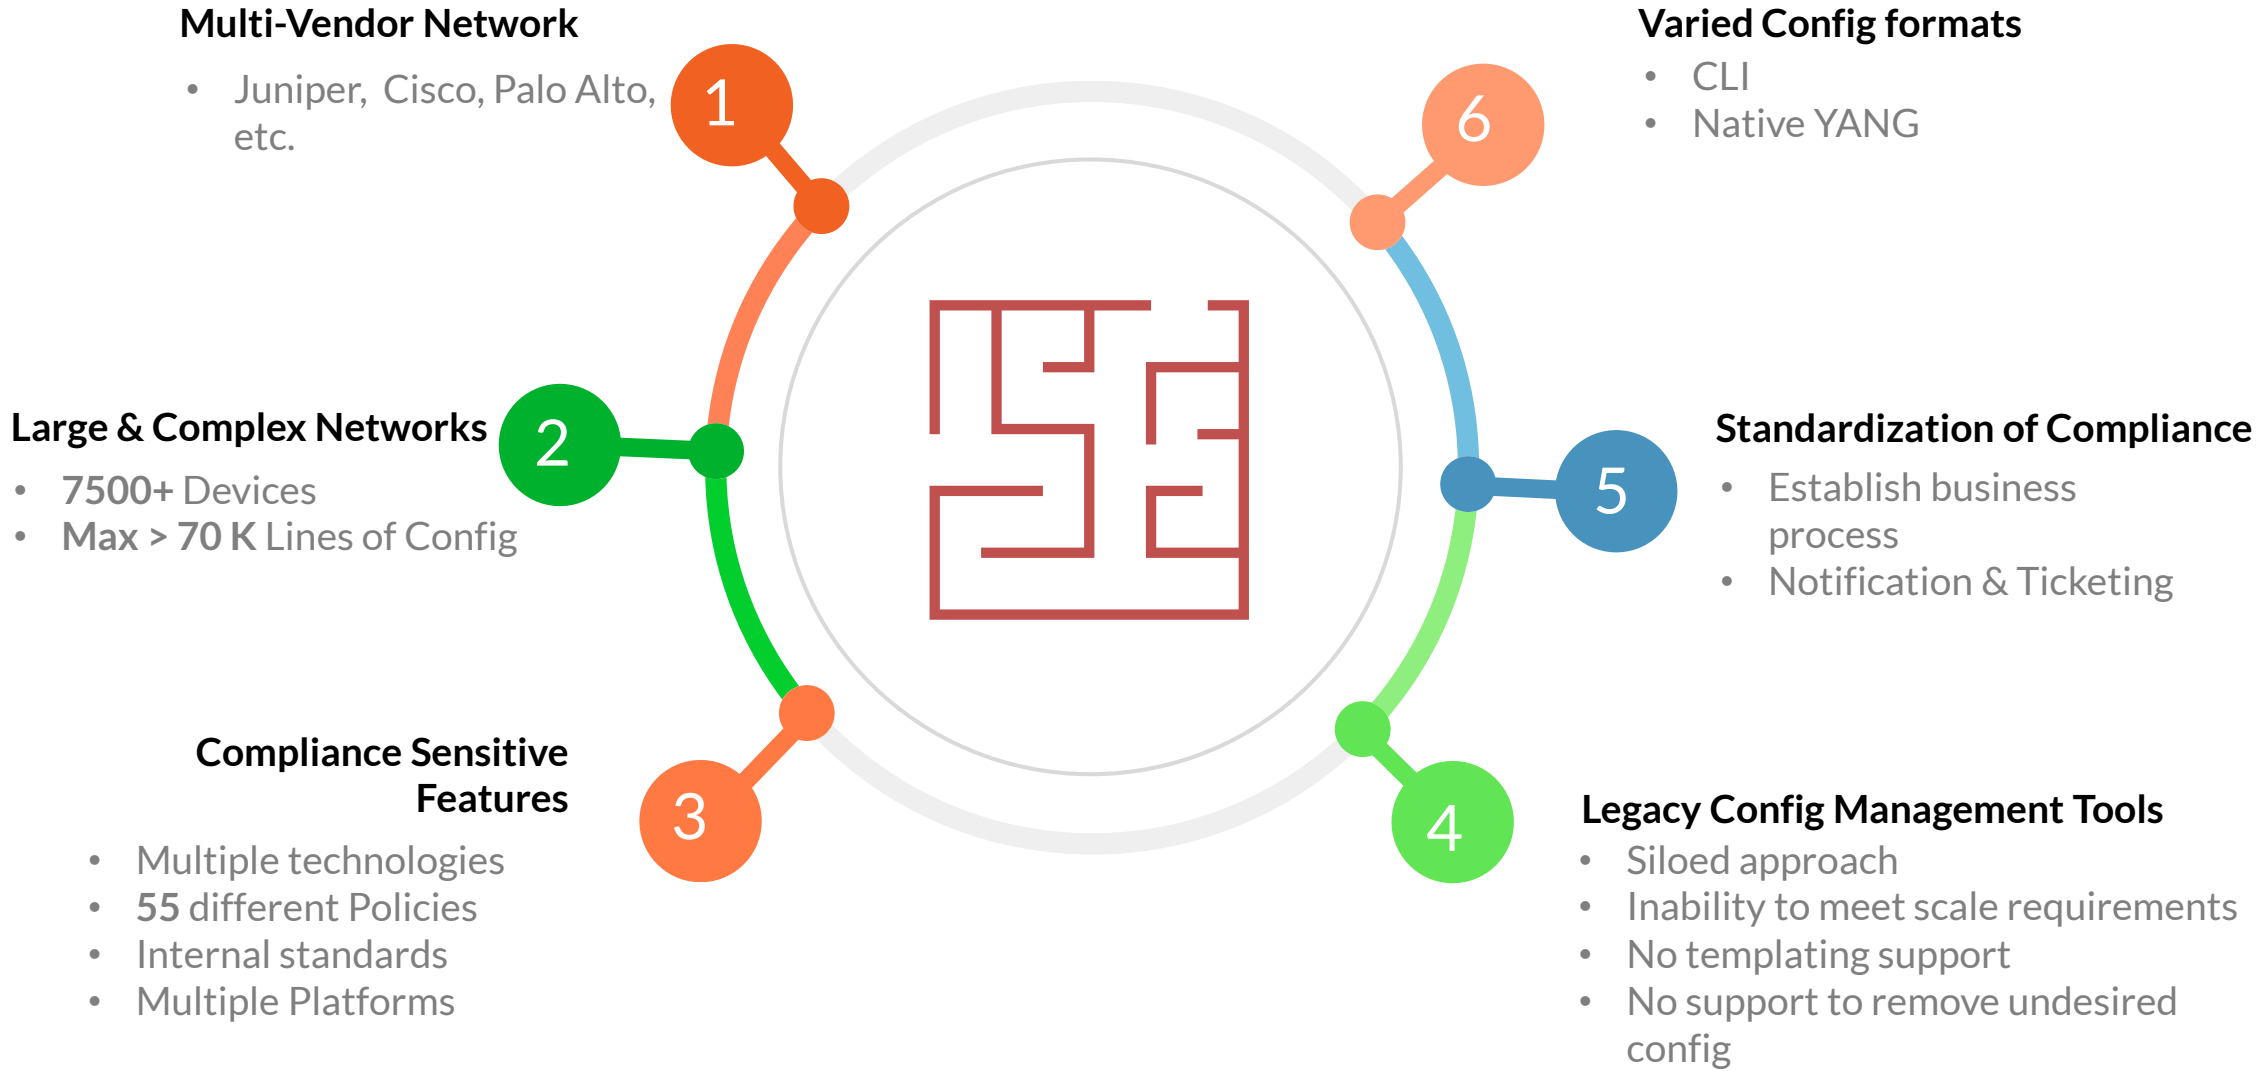 Multi-Vendor Network
• Juniper, Cisco, Palo Alto,
etc.
1
Large & Complex Networks
• 7500+ Devices
• Max > 70 K Lines of Config
2
Compliance Sensitive
Features
• Multiple technologies
• 55 different Policies
• Internal standards
• Multiple Platforms
3
4
Legacy Config Management Tools
• Siloed approach
• Inability to meet scale requirements
• No templating support
• No support to remove undesired
config
5
Standardization of Compliance
• Establish business
process
• Notification & Ticketing
6
Varied Config formats
• CLI
• Native YANG